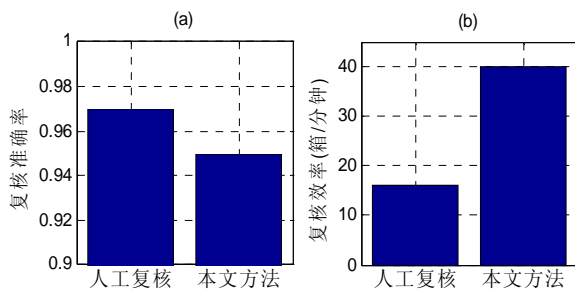 (a)
复核准确率
1
0.98
0.96
0.94
0.92
0.9
人工复核 本文方法
(b)
复核效率(箱/分钟)
40
30
20
10
0
人工复核 本文方法